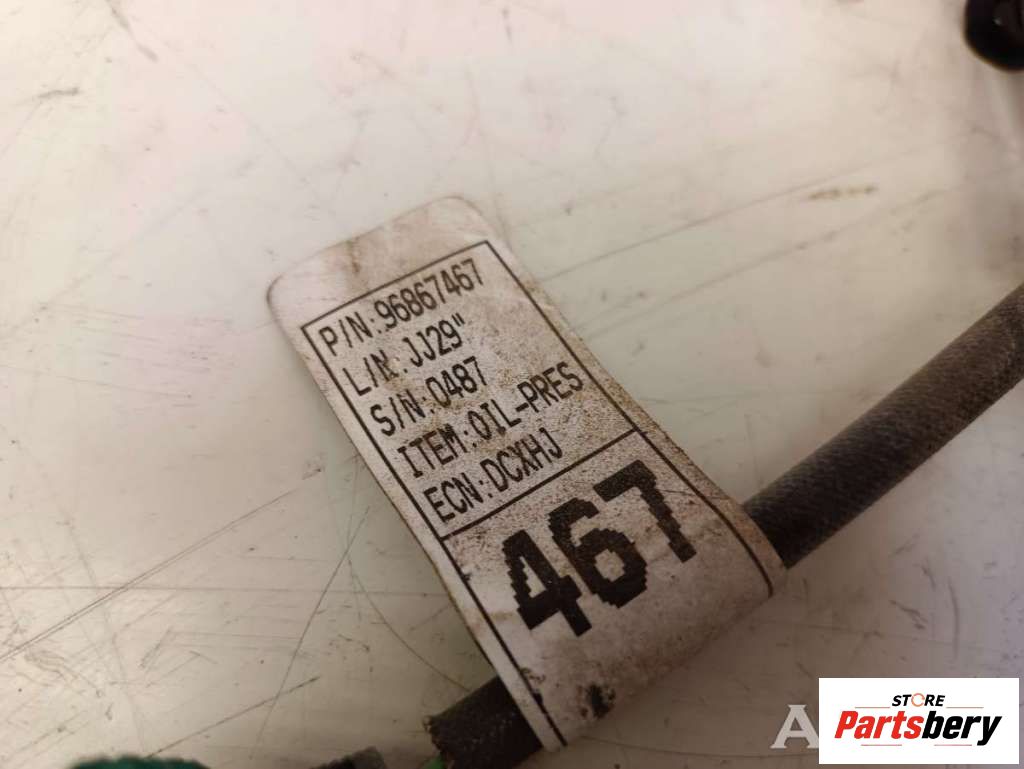 P/N:96867467
L/N:JJ29"
S/N:0487
ITEM:OIL-PRES
ECN:DCXHJ
467
STORE
Partsbery
A